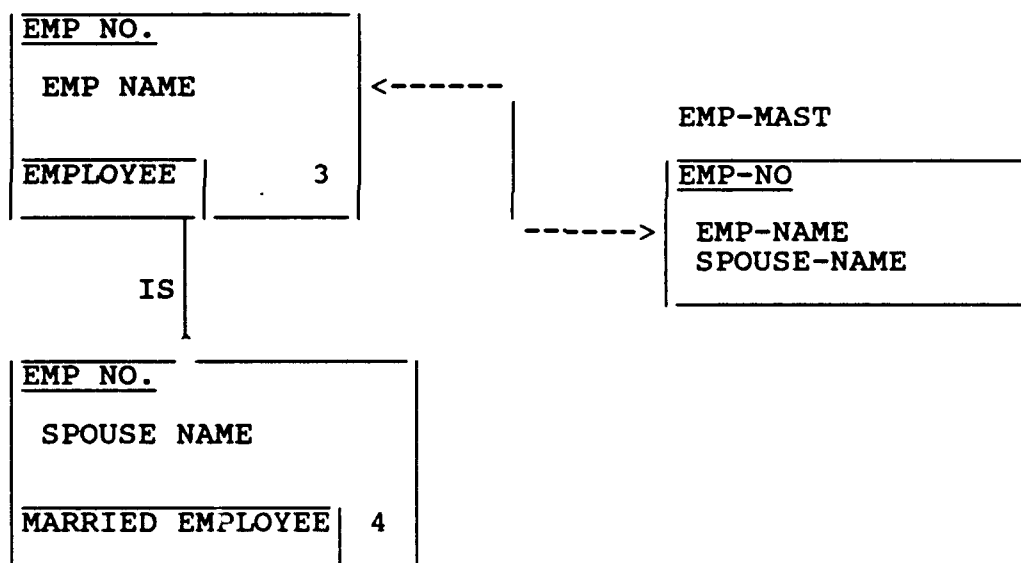 EMP NO.
EMP NAME
EMPLOYEE 3
IS
EMP NO.
SPOUSE NAME
MARRIED EMPLOYEE 4
EMP-MAST
EMP-NO
EMP-NAME
SPOUSE-NAME